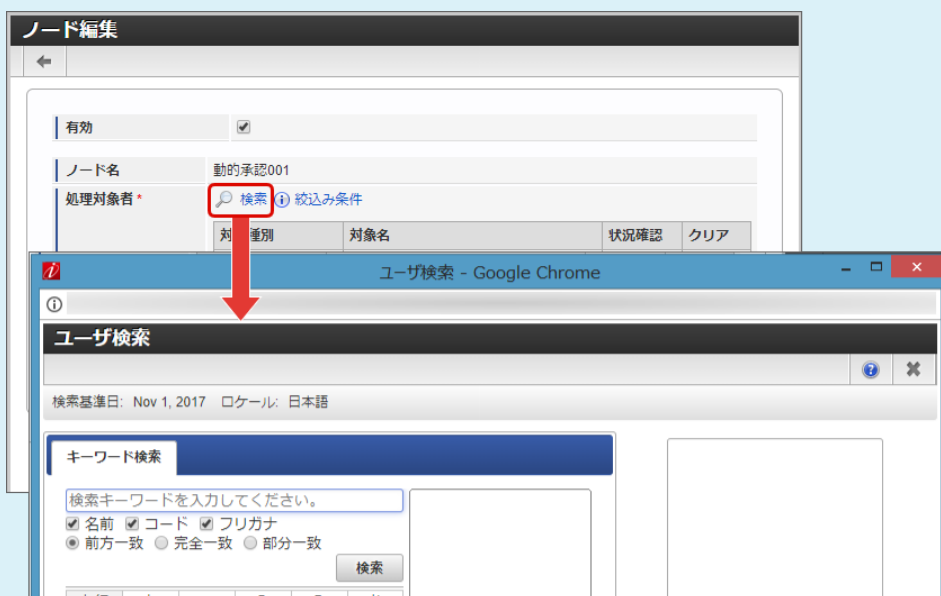 ノード編集
有効
ノード名 動的承認001
処理対象者* 検索 絞込み条件
対 種別 対象名 状況確認 クリア
ユーザ検索 - Google Chrome
ユーザ検索
検索基準日: Nov 1, 2017 ロケール: 日本語
キーワード検索
検索キーワードを入力してください。
名前 コード フリガナ
前方一致 完全一致 部分一致
検索